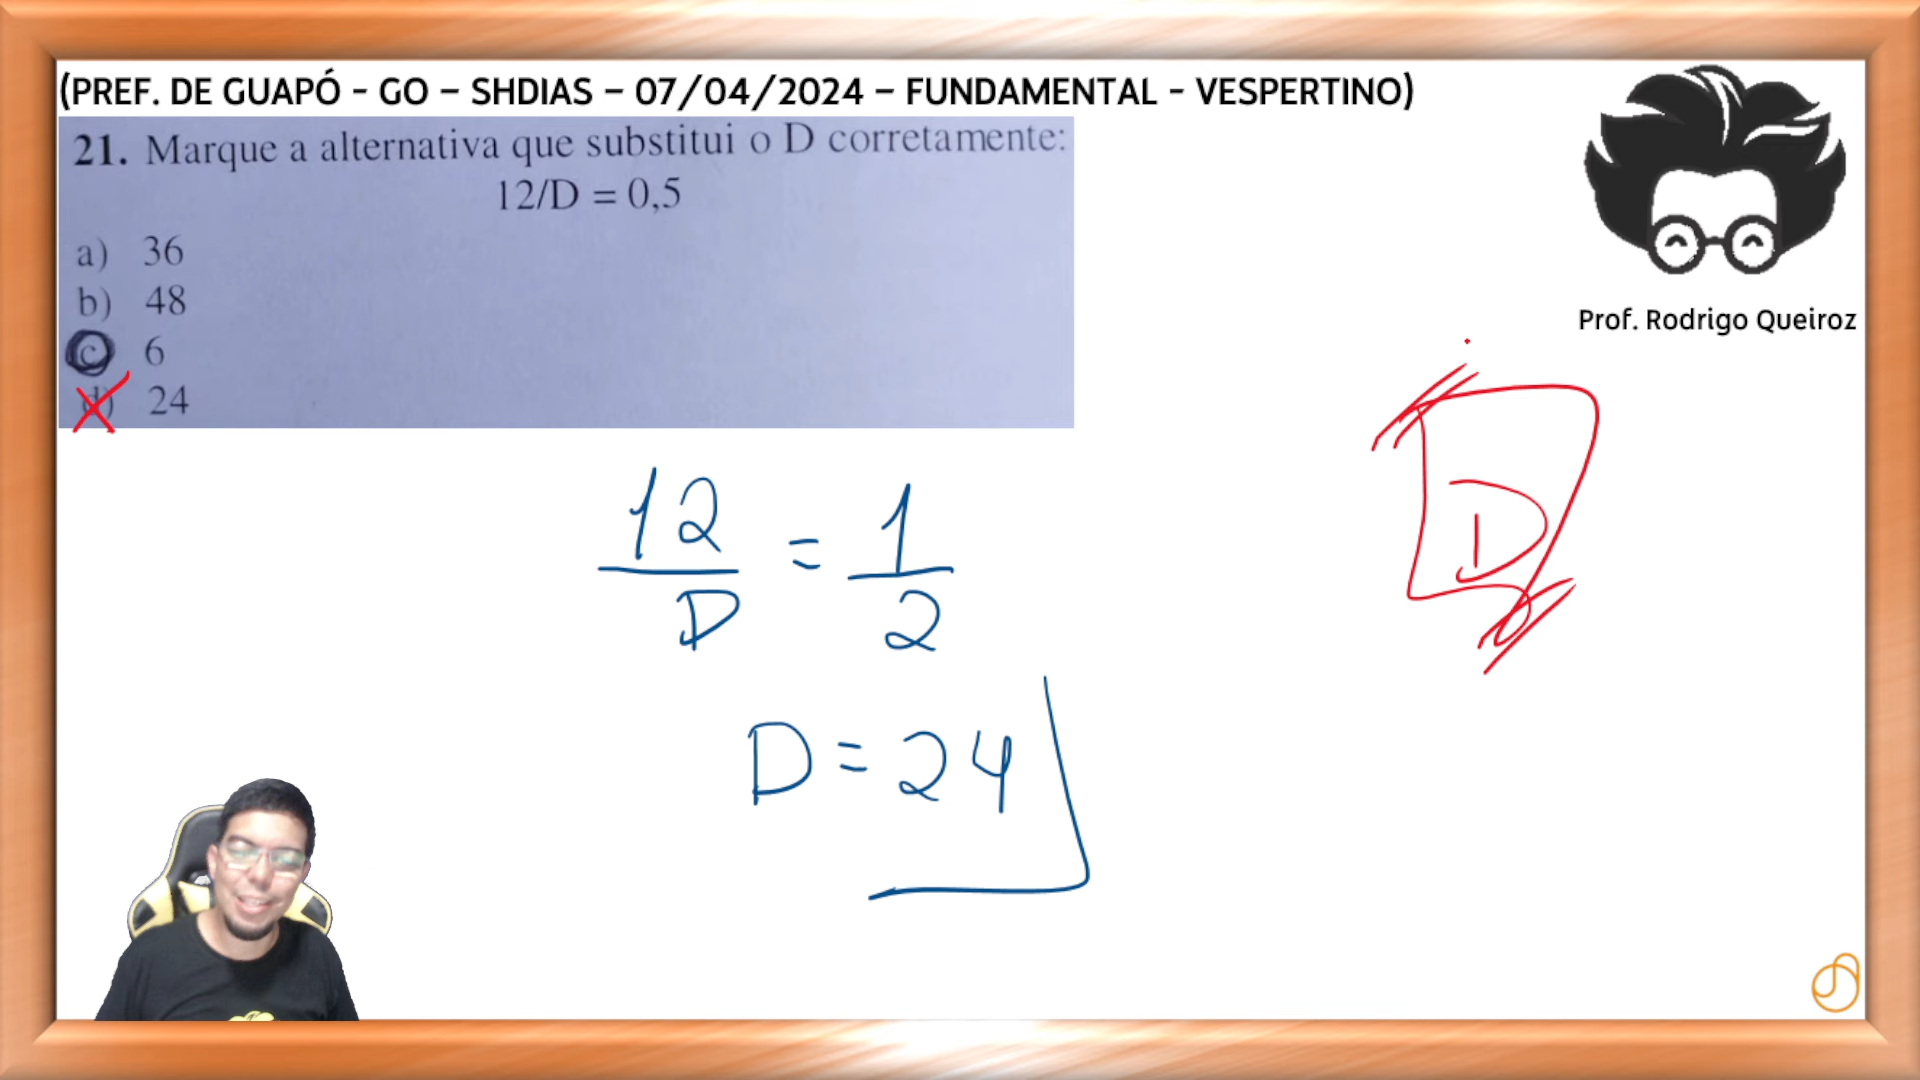 (PREF. DE GUAPÓ - GO – SHDIAS – 07/04/2024 – FUNDAMENTAL - VESPERTINO)
21. Marque a alternativa que substitui o D corretamente:
12/D = 0,5
a) 36
b) 48
c) 6
d) 24
Prof. Rodrigo Queiroz
12/D = 1/2
D = 24
D